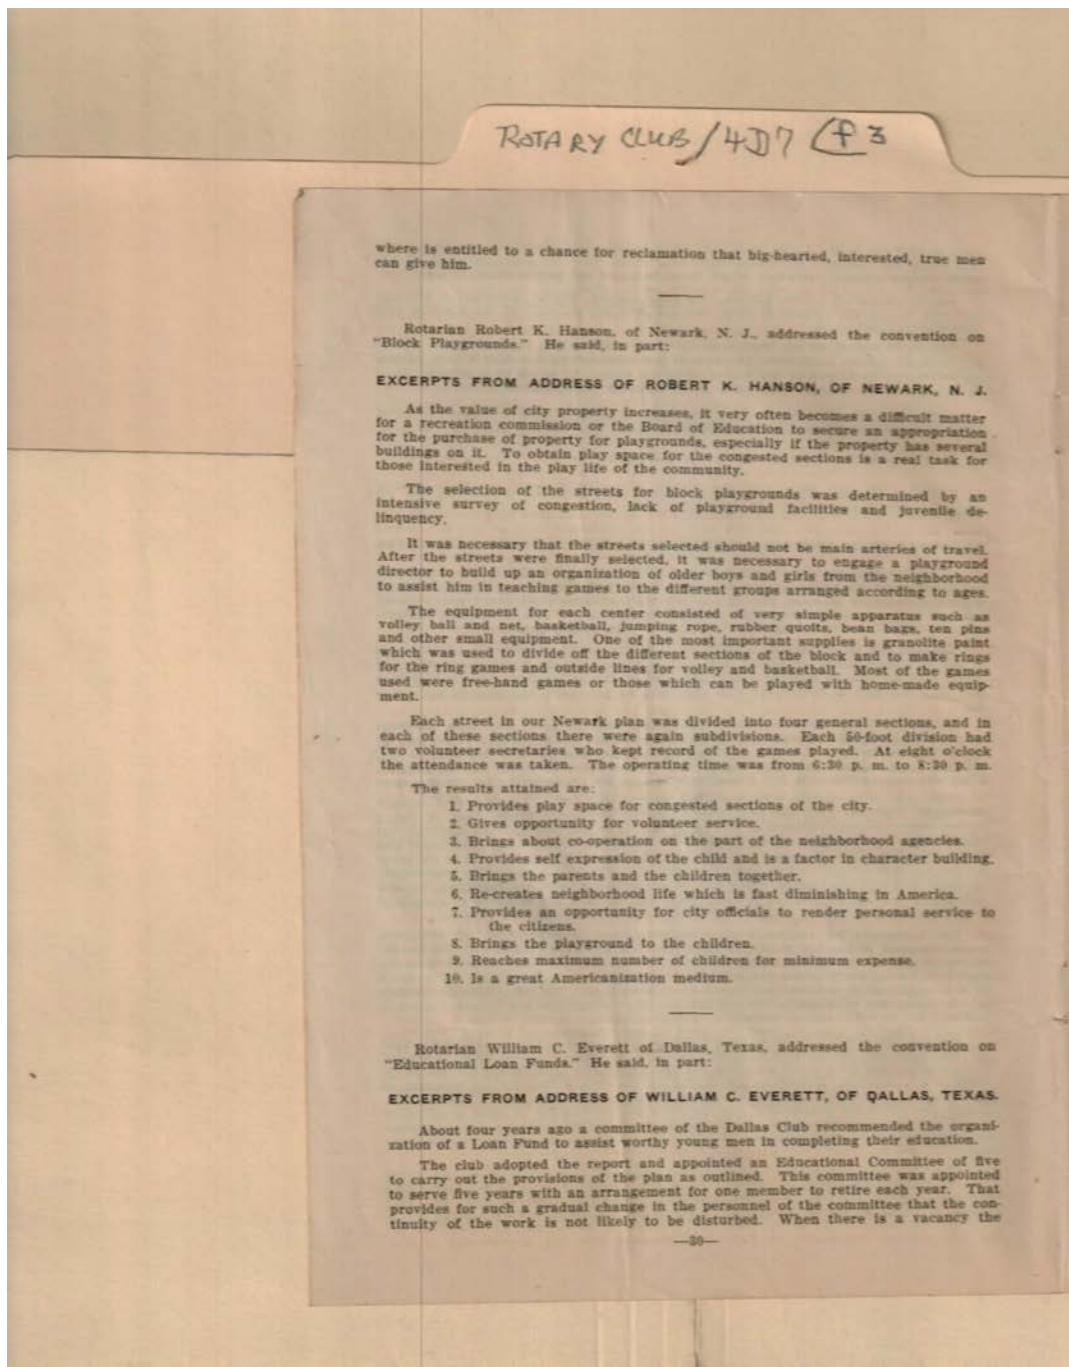 ROTARY CLUB/4D7 f3
where is entitled to a chance for reclamation that big-hearted, interested, true men
can give him.
Rotarian Robert K. Hanson, of Newark, N. J., addressed the convention on
"Block Playgrounds." He said, in part:
EXCERPTS FROM ADDRESS OF ROBERT K. HANSON, OF NEWARK, N. J.
As the value of city property increases, it very often becomes a difficult matter
for a recreation commission or the Board of Education to secure an appropriation
for the purchase of property for playgrounds, especially if the property has several
buildings on it. To obtain play space for the congested sections is a real task for
those interested in the play life of the community.
The selection of the streets for block playgrounds was determined by an
intensive survey of congestion, lack of playground facilities and juvenile de-
linquency.
It was necessary that the streets selected should not be main arteries of travel.
After the streets were finally selected, it was necessary to engage a playground
director to build up an organization of older boys and girls from the neighborhood
to assist him in teaching games to the different groups arranged according to ages.
The equipment for each center consisted of very simple apparatus such as
volley ball and net, basketball, jumping rope, rubber quoits, bean bags, ten pins
and other small equipment. One of the most important supplies is granolite paint
which was used to divide off the different sections of the block and to make rings
for the ring games and outside lines for volley and basketball. Most of the games
used were free-hand games or those which can be played with home-made equip-
ment.
Each street in our Newark plan was divided into four general sections, and in
each of these sections there were again subdivisions. Each 50-foot division had
two volunteer secretaries who kept record of the games played. At eight o'clock
the attendance was taken. The operating time was from 6:30 p. m. to 8:30 p. m.
The results attained are:
1. Provides play space for congested sections of the city.
2. Gives opportunity for volunteer service.
3. Brings about co-operation on the part of the neighborhood agencies.
4. Provides self expression of the child and is a factor in character building.
5. Brings the parents and the children together.
6. Re-creates neighborhood life which is fast diminishing in America.
7. Provides an opportunity for city officials to render personal service to
the citizens.
8. Brings the playground to the children.
9. Reaches maximum number of children for minimum expense.
10. Is a great Americanization medium.
Rotarian William C. Everett of Dallas, Texas, addressed the convention on
"Educational Loan Funds." He said, in part:
EXCERPTS FROM ADDRESS OF WILLIAM C. EVERETT, OF DALLAS, TEXAS.
About four years ago a committee of the Dallas Club recommended the organi-
zation of a Loan Fund to assist worthy young men in completing their education.
The club adopted the report and appointed an Educational Committee of five
to carry out the provisions of the plan as outlined. This committee was appointed
to serve five years with an arrangement for one member to retire each year. That
provides for such a gradual change in the personnel of the committee that the con-
tinuity of the work is not likely to be disturbed. When there is a vacancy the
—30—